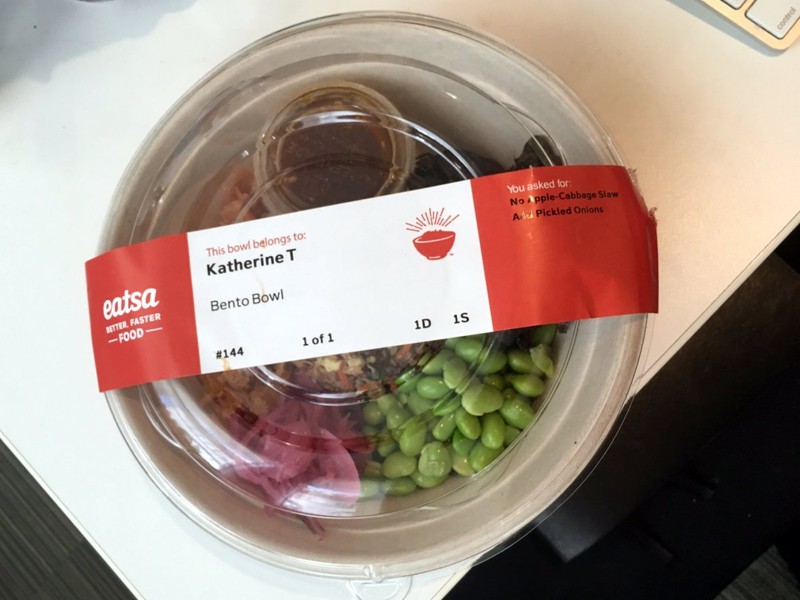 eatsa
BETTER, FASTER
FOOD
This bowl belongs to:
Katherine T
Bento Bowl
#144
1 of 1
1D 1S
You asked for:
No Apple-Cabbage Slaw
Add Pickled Onions
control